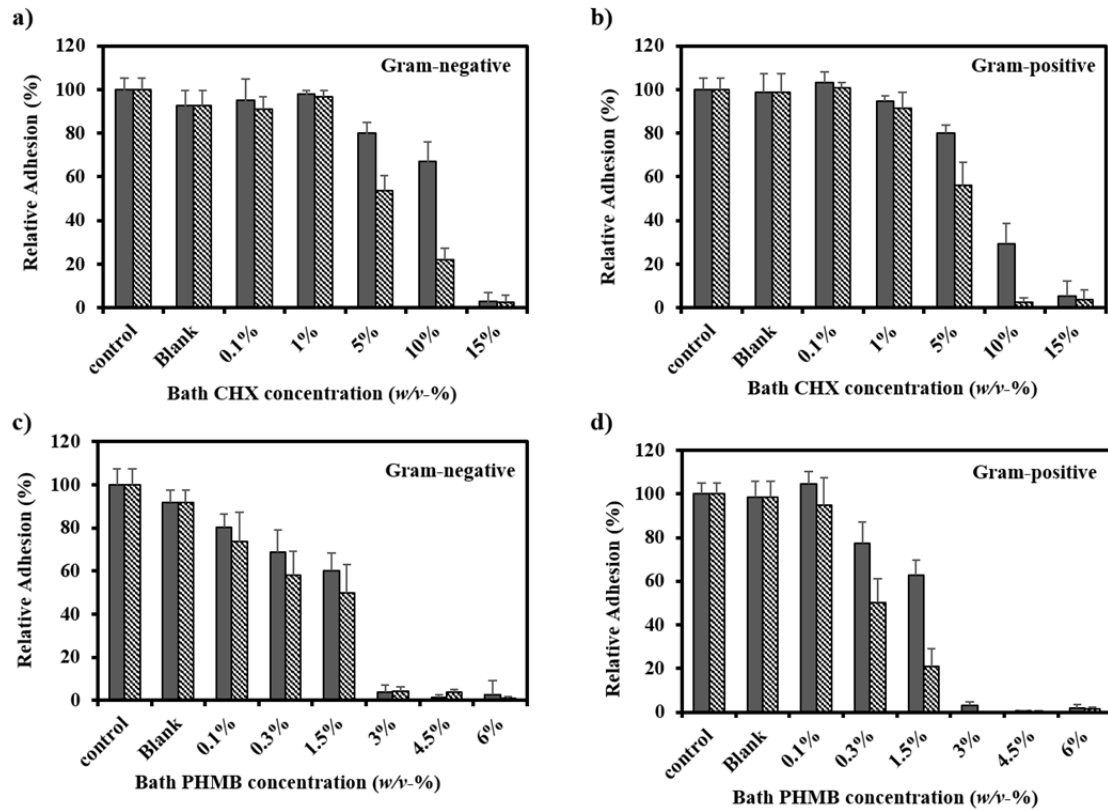 a)
Gram-negative
Relative Adhesion (%)
120
100
80
60
40
20
0
control Blank 0.1% 1% 5% 10% 15%
Bath CHX concentration (w/v-%)
b)
Gram-positive
Relative Adhesion (%)
120
100
80
60
40
20
0
control Blank 0.1% 1% 5% 10% 15%
Bath CHX concentration (w/v-%)
c)
Gram-negative
Relative Adhesion (%)
120
100
80
60
40
20
0
control Blank 0.1% 0.3% 1.5% 3% 4.5% 6%
Bath PHMB concentration (w/v-%)
d)
Gram-positive
Relative Adhesion (%)
120
100
80
60
40
20
0
control Blank 0.1% 0.3% 1.5% 3% 4.5% 6%
Bath PHMB concentration (w/v-%)